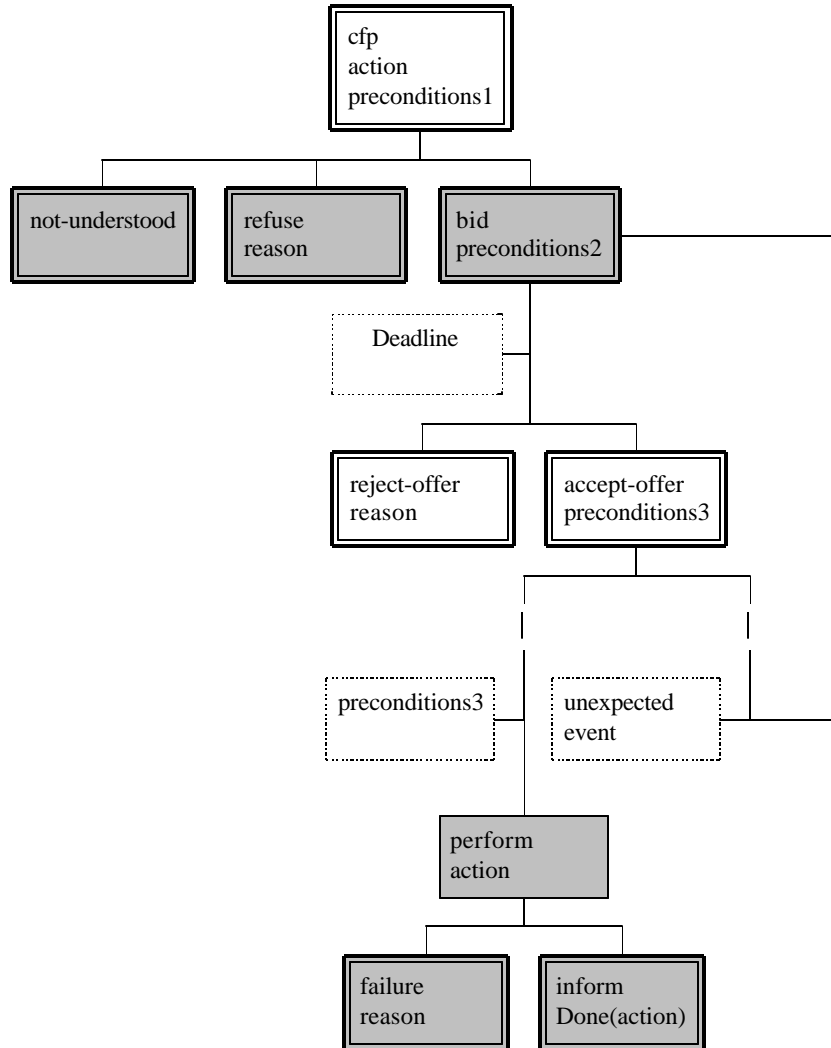 cfp
action
preconditions1
not-understood
refuse
reason
bid
preconditions2
Deadline
reject-offer
reason
accept-offer
preconditions3
preconditions3
unexpected
event
perform
action
failure
reason
inform
Done(action)